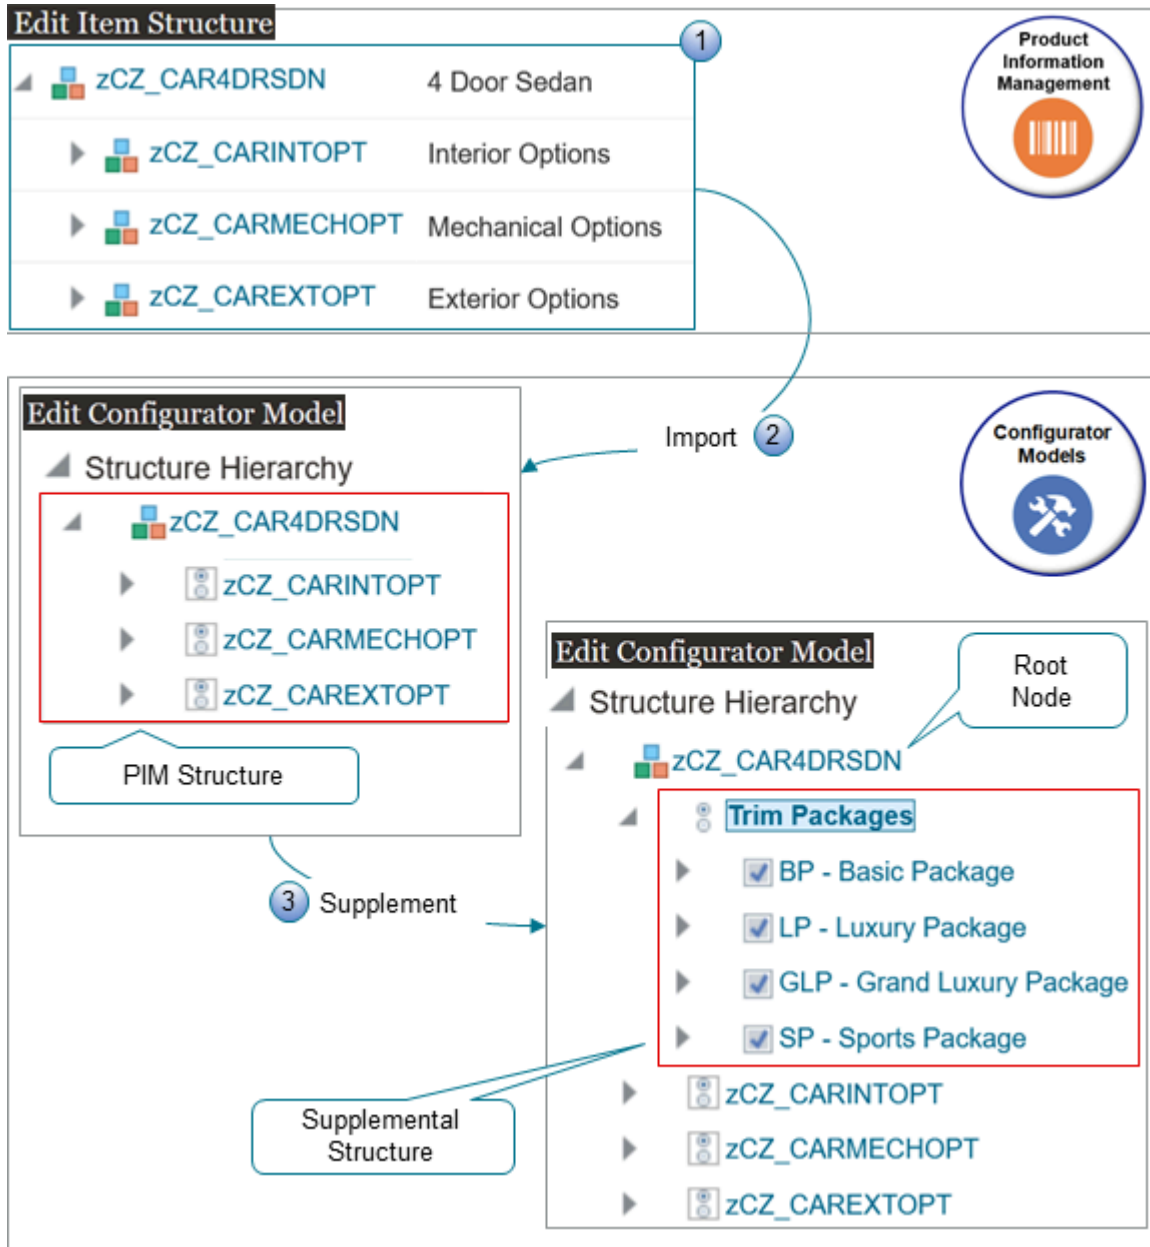 Edit Item Structure
1
Product
Information
Management
zCZ_CAR4DRSDN 4 Door Sedan
zCZ_CARINTOPT Interior Options
zCZ_CARMECHOPT Mechanical Options
zCZ_CAREXTOPT Exterior Options
Edit Configurator Model
Structure Hierarchy
zCZ_CAR4DRSDN
zCZ_CARINTOPT
zCZ_CARMECHOPT
zCZ_CAREXTOPT
PIM Structure
Import 2
Configurator
Models
3 Supplement
Edit Configurator Model
Structure Hierarchy
Root
Node
zCZ_CAR4DRSDN
Trim Packages
BP - Basic Package
LP - Luxury Package
GLP - Grand Luxury Package
SP - Sports Package
zCZ_CARINTOPT
zCZ_CARMECHOPT
zCZ_CAREXTOPT
Supplemental
Structure